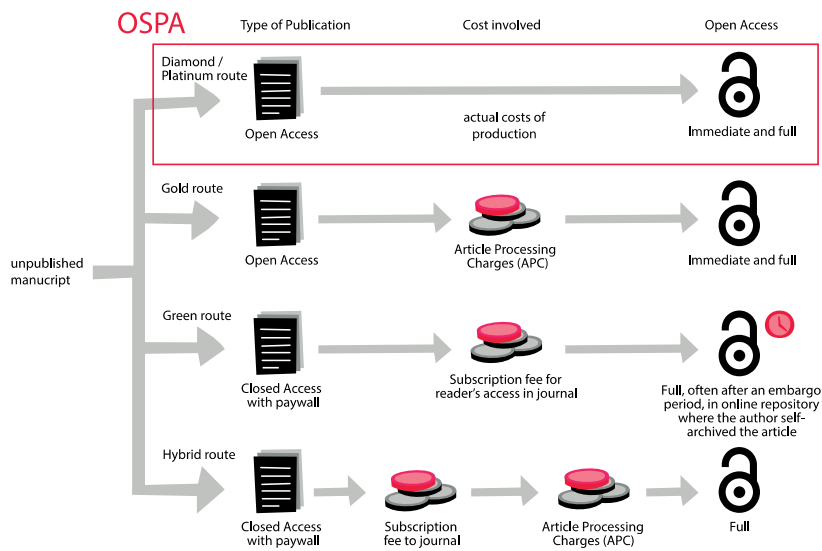 OSPA
Type of Publication
Cost involved
Open Access
Diamond /
Platinum route
Open Access
actual costs of
production
Immediate and full
Gold route
Open Access
Article Processing
Charges (APC)
Immediate and full
unpublished
manucript
Green route
Closed Access
with paywall
Subscription fee for
reader's access in journal
Full, often after an embargo
period, in online repository
where the author self-
archived the article
Hybrid route
Closed Access
with paywall
Subscription
fee to journal
Article Processing
Charges (APC)
Full